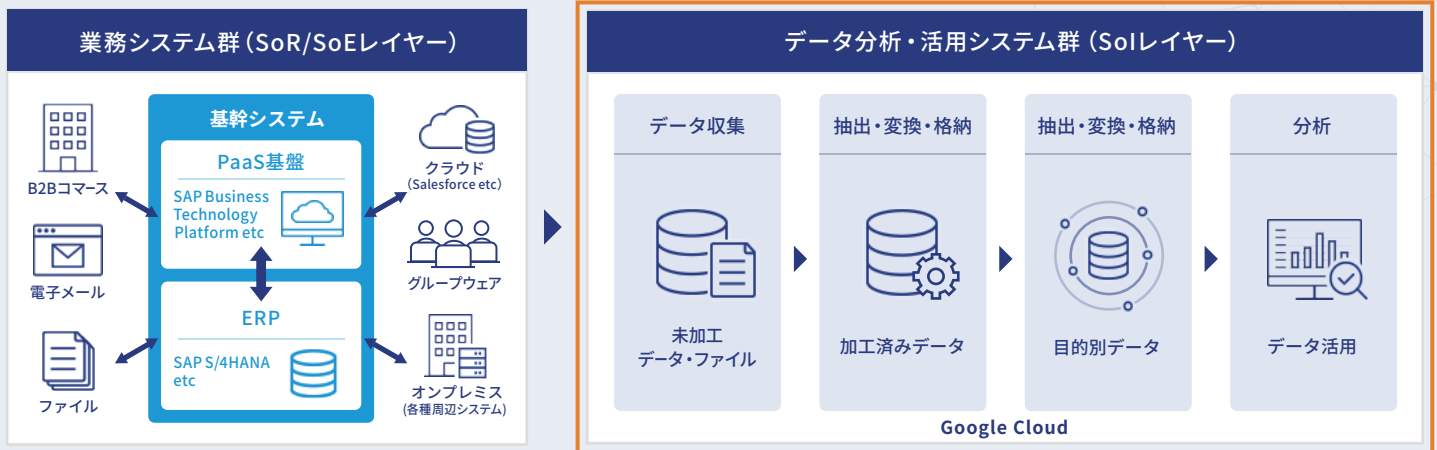 業務システム群（SoR/SoEレイヤー）
B2Bコマース
電子メール
ファイル
基幹システム
PaaS基盤
SAP Business
Technology
Platform etc
ERP
SAP S/4HANA
etc
クラウド
（Salesforce etc）
グループウェア
オンプレミス
(各種周辺システム)
データ分析・活用システム群（SoIレイヤー）
データ収集
未加工
データ・ファイル
抽出・変換・格納
加工済みデータ
抽出・変換・格納
目的別データ
分析
データ活用
Google Cloud